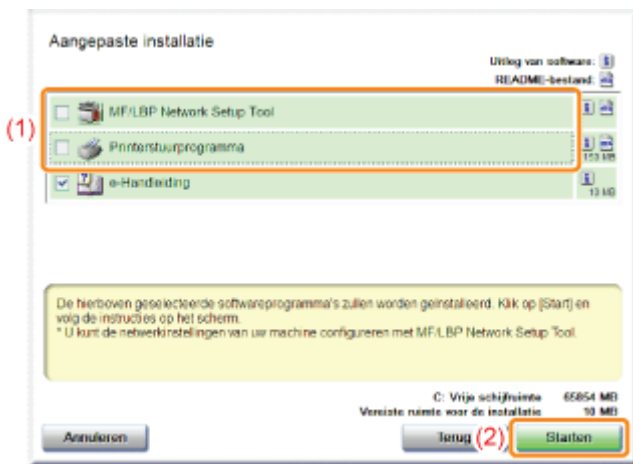 Aangepaste installatie
Uitleg van software:
README-bestand:
(1)
MF/LBP Network Setup Tool
Printerstuurprogramma
153 MB
e-Handleiding
10 MB
De hierboven geselecteerde softwareprogramma's zullen worden geïnstalleerd. Klik op [Start] en
volg de instructies op het scherm.
* U kunt de netwerkinstellingen van uw machine configureren met MF/LBP Network Setup Tool.
C: Vrije schijfruimte 65854 MB
Vereiste ruimte voor de installatie 10 MB
Annuleren
Terug
(2)
Starten